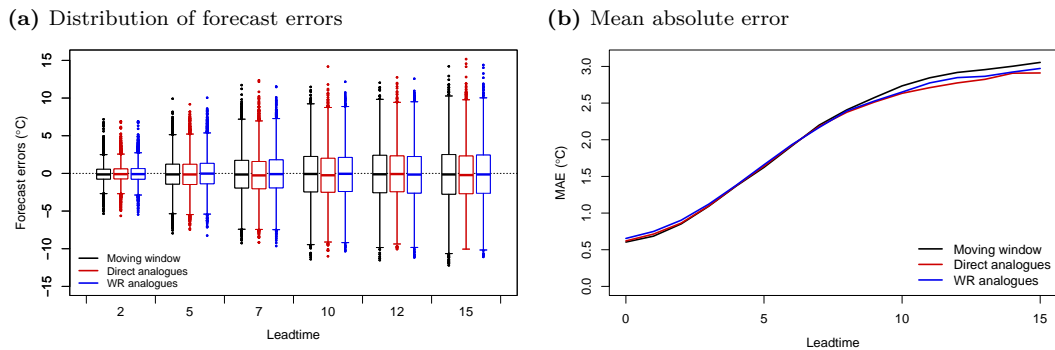 (a) Distribution of forecast errors
Forecast errors (°C)
15
10
5
0
−5
−10
−15
Moving window
Direct analogues
WR analogues
2 5 7 10 12 15
Leadtime
(b) Mean absolute error
MAE (°C)
3.0
2.5
2.0
1.5
1.0
0.5
0.0
Moving window
Direct analogues
WR analogues
0 5 10 15
Leadtime